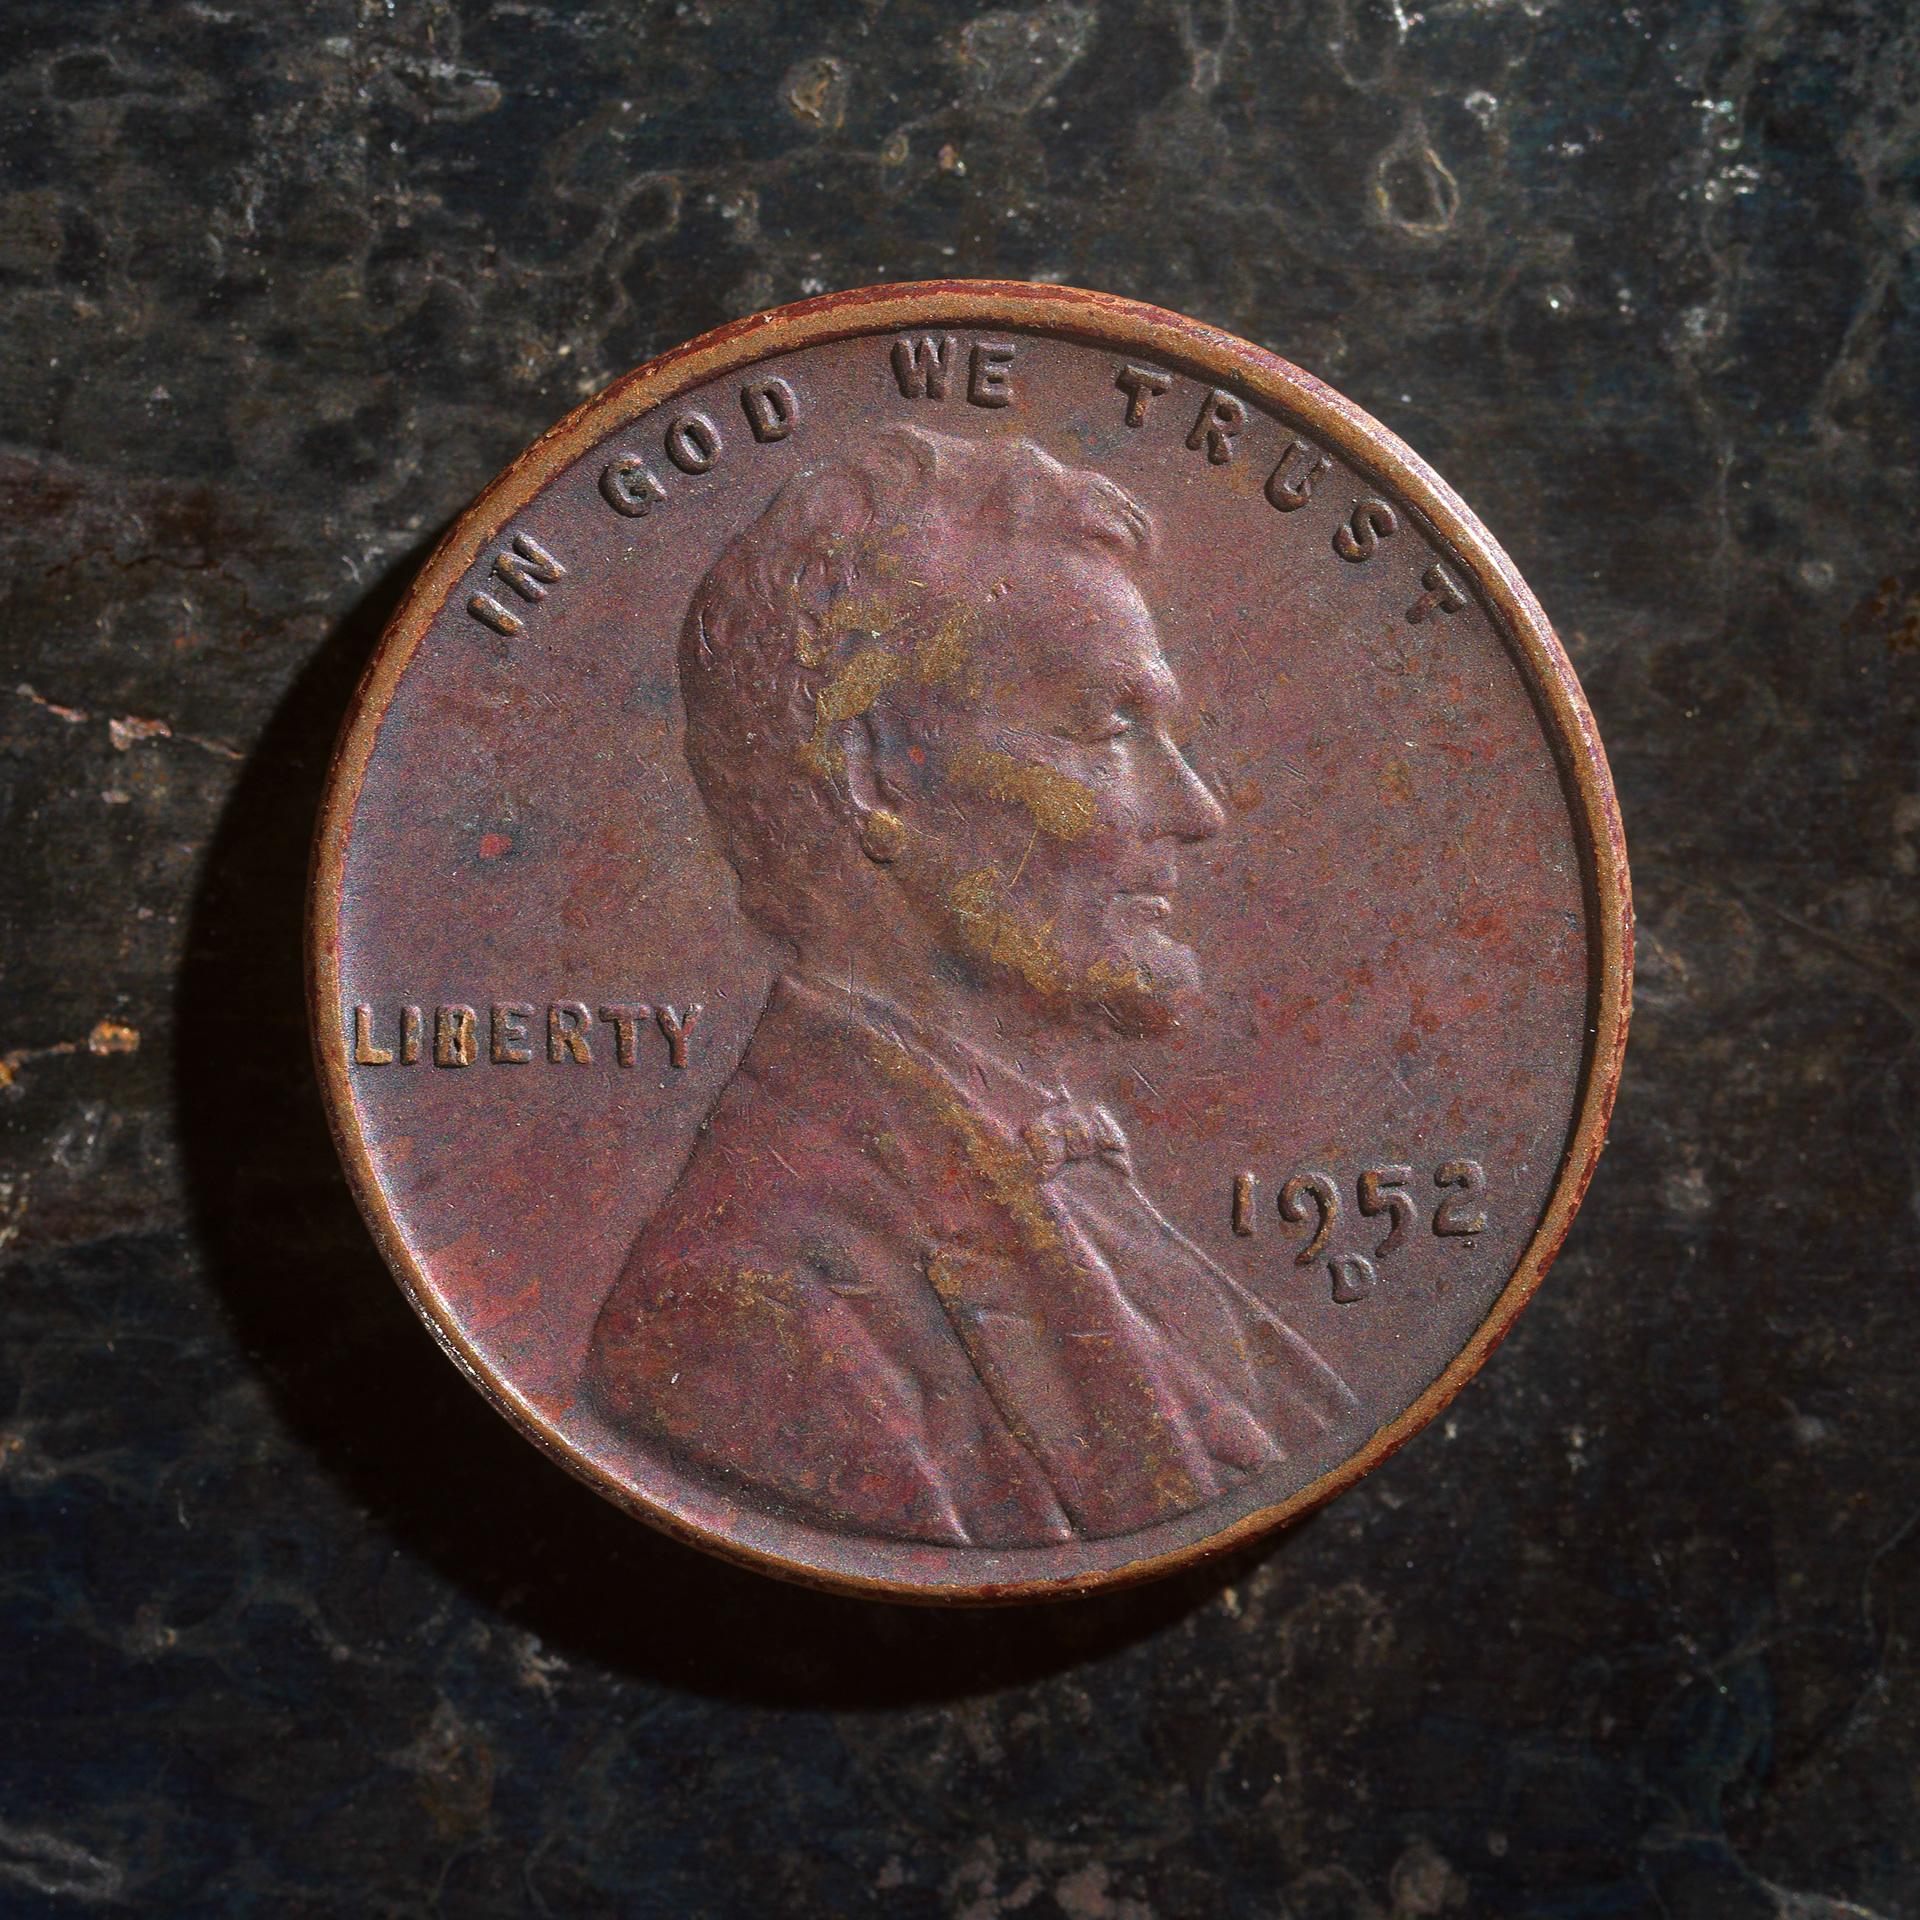 IN GOD WE TRUST
LIBERTY
1952
D